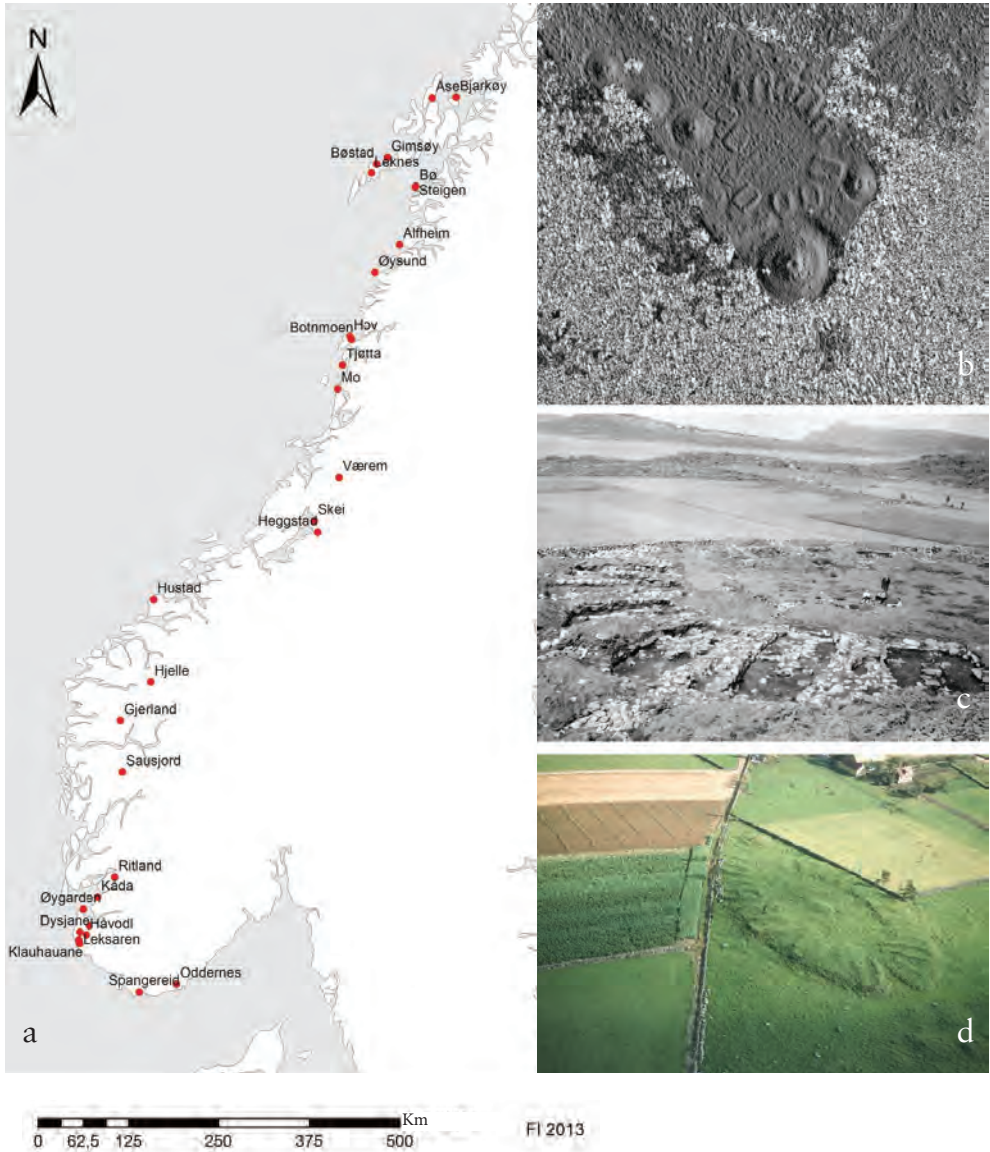 N
Åse Bjarkøy
Gimsøy
Bøstad
Leknes
Bø
Steigen
Alfheim
Øysund
Botnmoen Hov
Tjøtta
Mo
Værem
Skei
Heggstad
Hustad
Hjelle
Gjerland
Sausjord
Ritland
Kåda
Øygarden
Dysjane Håvodl
Leksaren
Klauhauane
Oddernes
Spangereid
a
b
c
d
Km
0 62,5 125 250 375 500
FI 2013